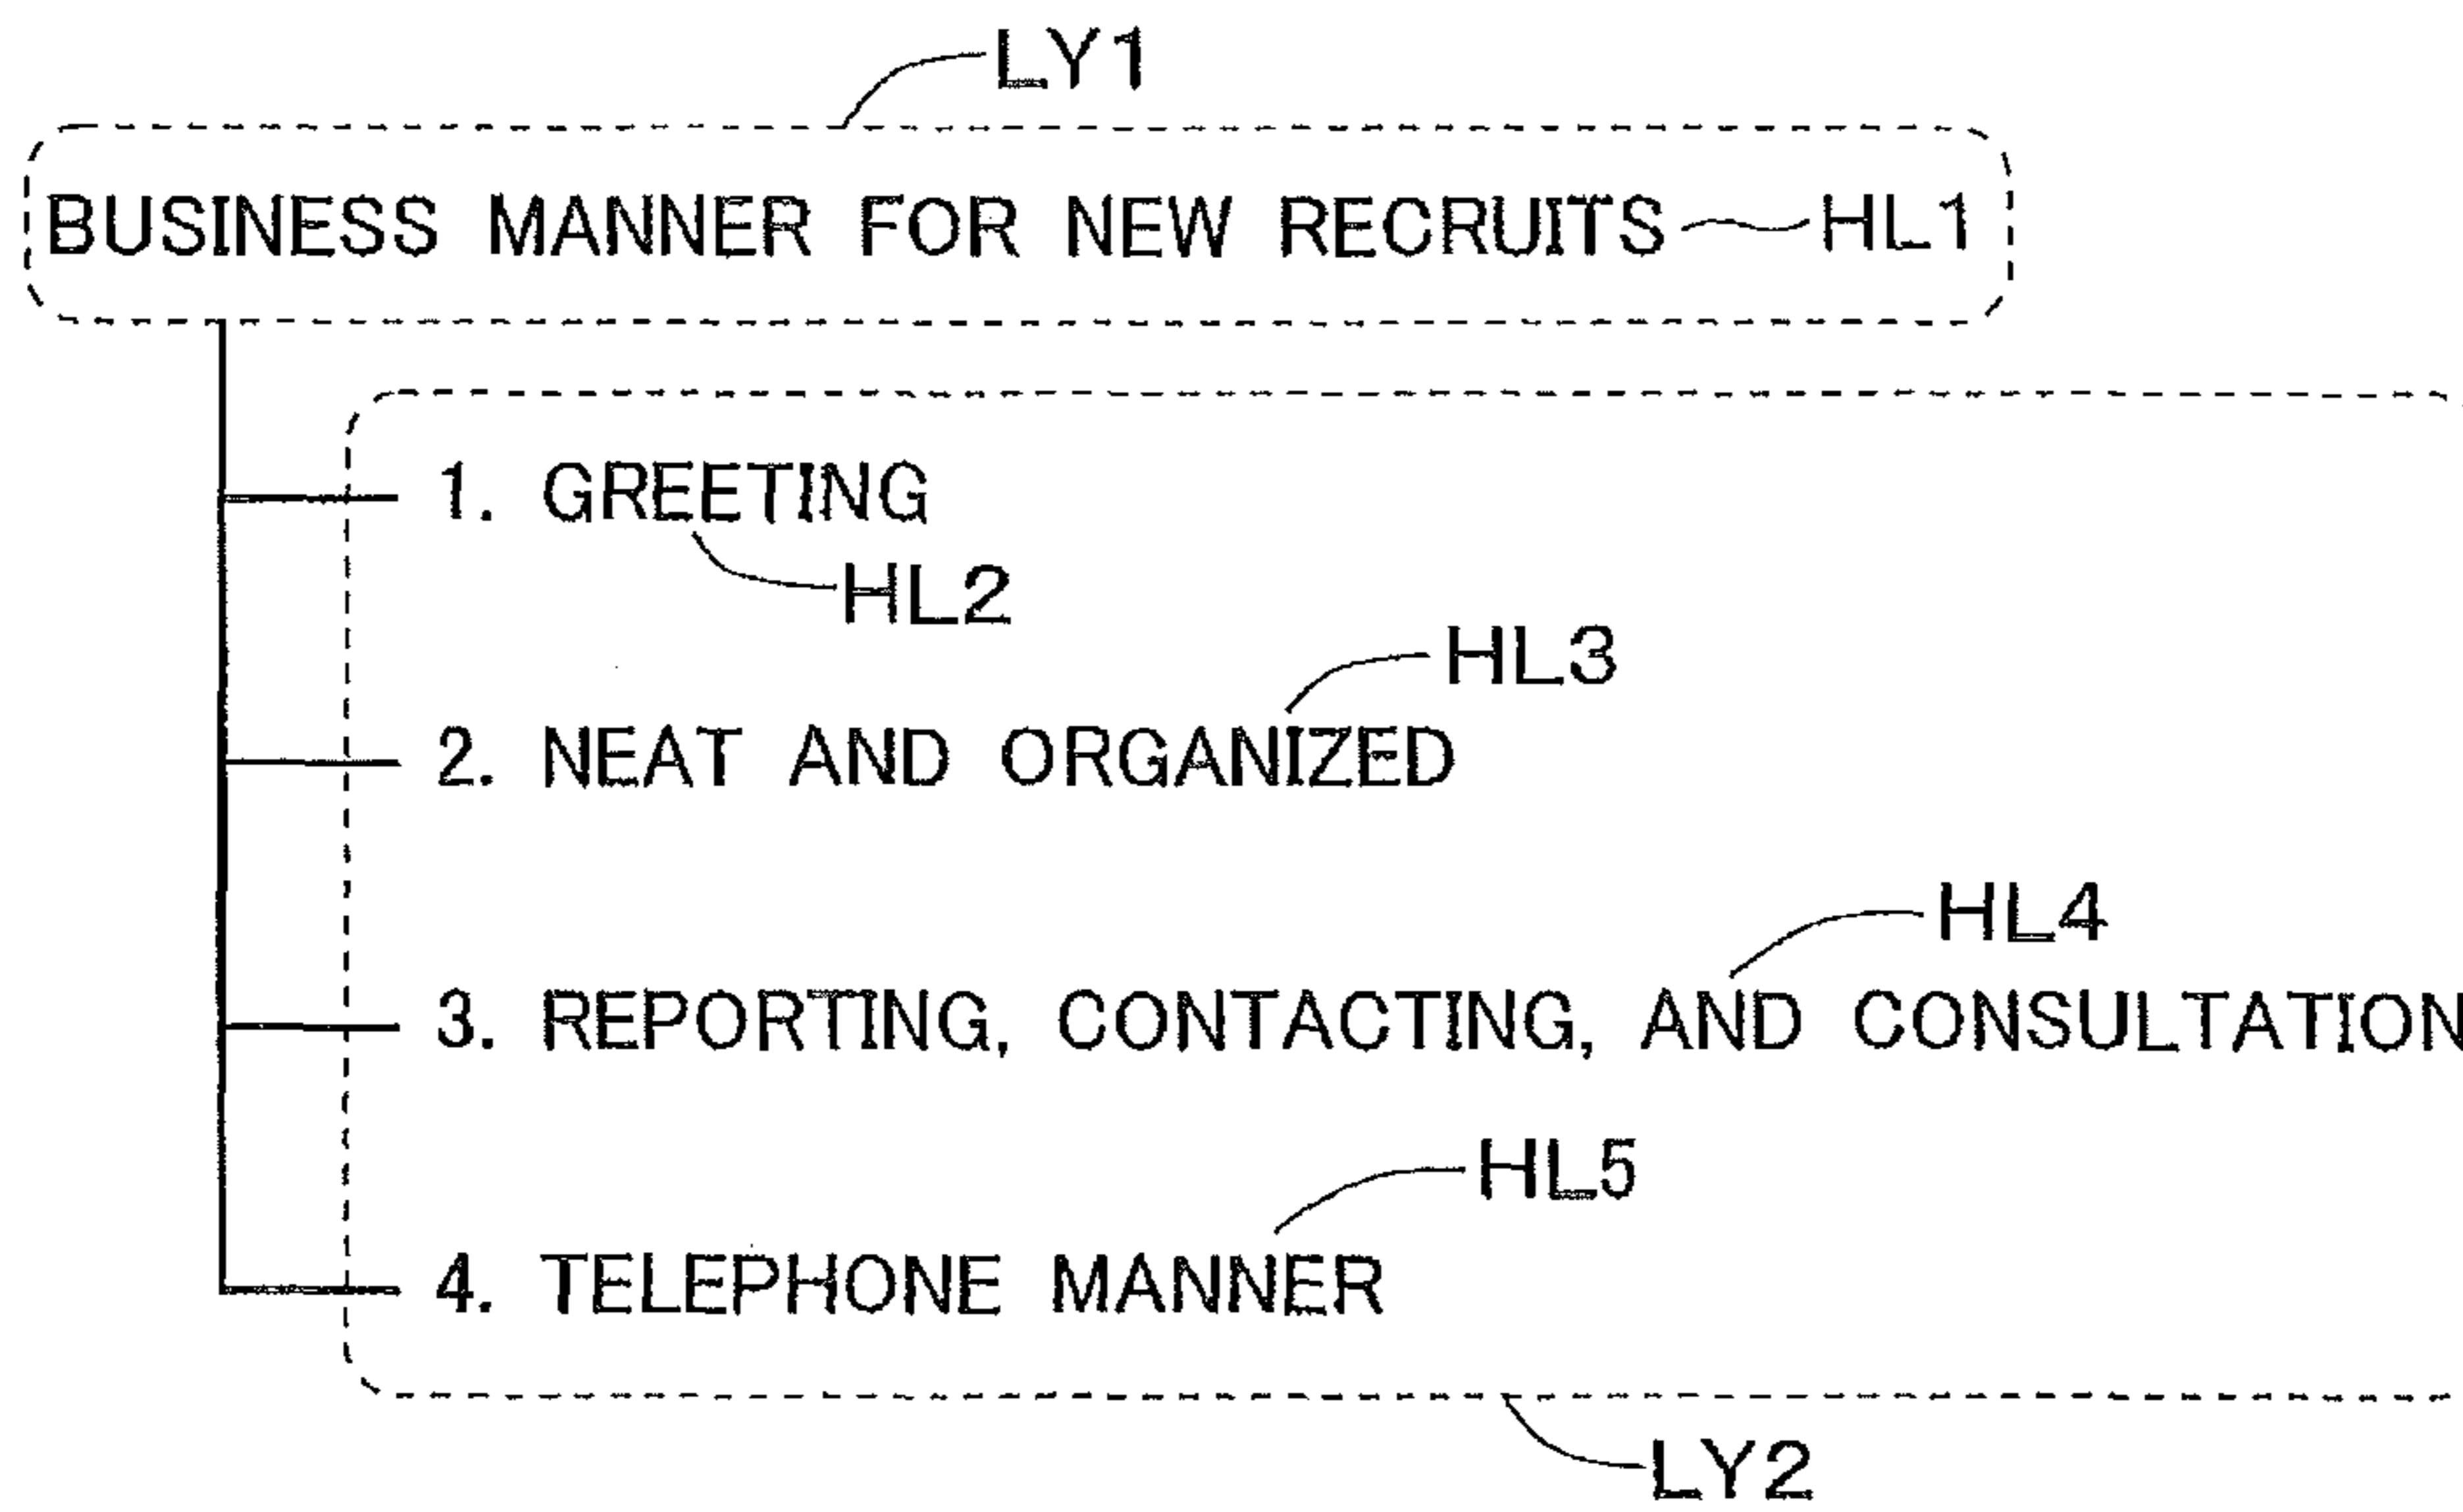 LY1
BUSINESS MANNER FOR NEW RECRUITS HL1
1. GREETING
HL2
HL3
2. NEAT AND ORGANIZED
HL4
3. REPORTING, CONTACTING, AND CONSULTATION
HL5
4. TELEPHONE MANNER
LY2